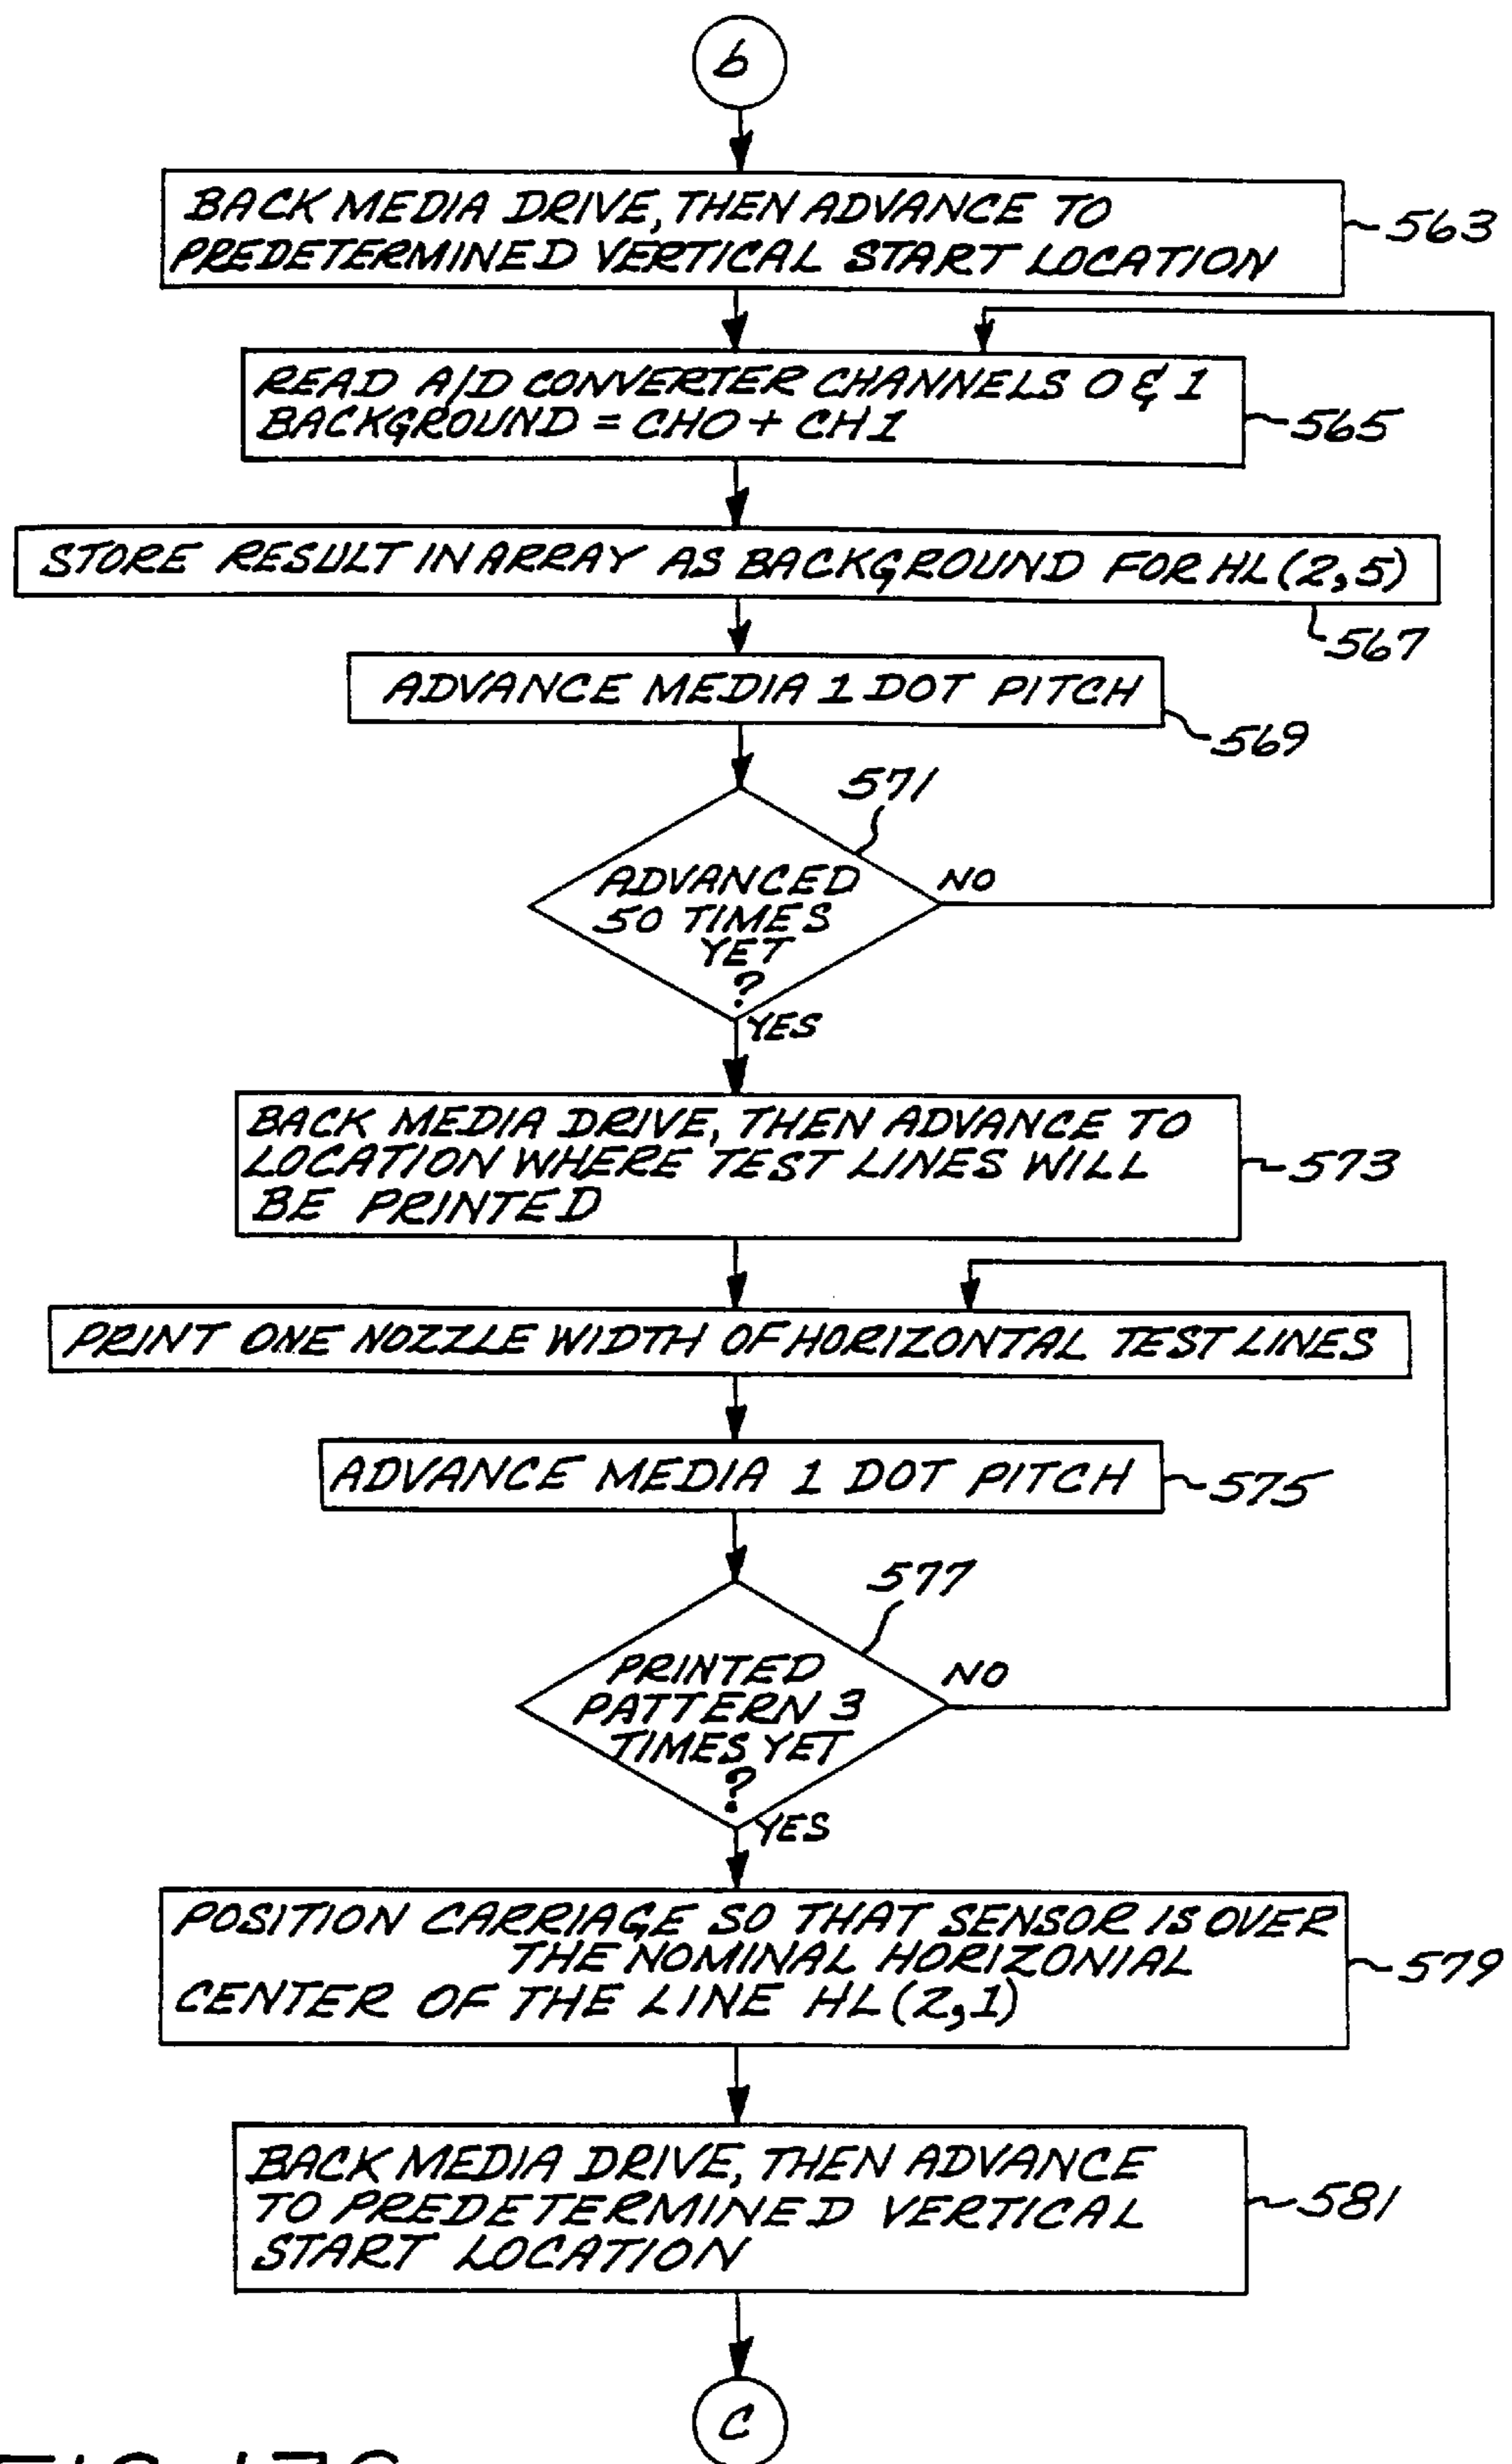 b
BACK MEDIA DRIVE, THEN ADVANCE TO
PREDETERMINED VERTICAL START LOCATION
563
READ A/D CONVERTER CHANNELS 0 & 1
BACKGROUND = CH0 + CH1
565
STORE RESULT IN ARRAY AS BACKGROUND FOR HL(2,5)
567
ADVANCE MEDIA 1 DOT PITCH
569
571
ADVANCED
50 TIMES
YET
?
NO
YES
BACK MEDIA DRIVE, THEN ADVANCE TO
LOCATION WHERE TEST LINES WILL
BE PRINTED
573
PRINT ONE NOZZLE WIDTH OF HORIZONTAL TEST LINES
ADVANCE MEDIA 1 DOT PITCH
575
577
PRINTED
PATTERN 3
TIMES YET
?
NO
YES
POSITION CARRIAGE SO THAT SENSOR IS OVER
THE NOMINAL HORIZONIAL
CENTER OF THE LINE HL(2,1)
579
BACK MEDIA DRIVE, THEN ADVANCE
TO PREDETERMINED VERTICAL
START LOCATION
581
C